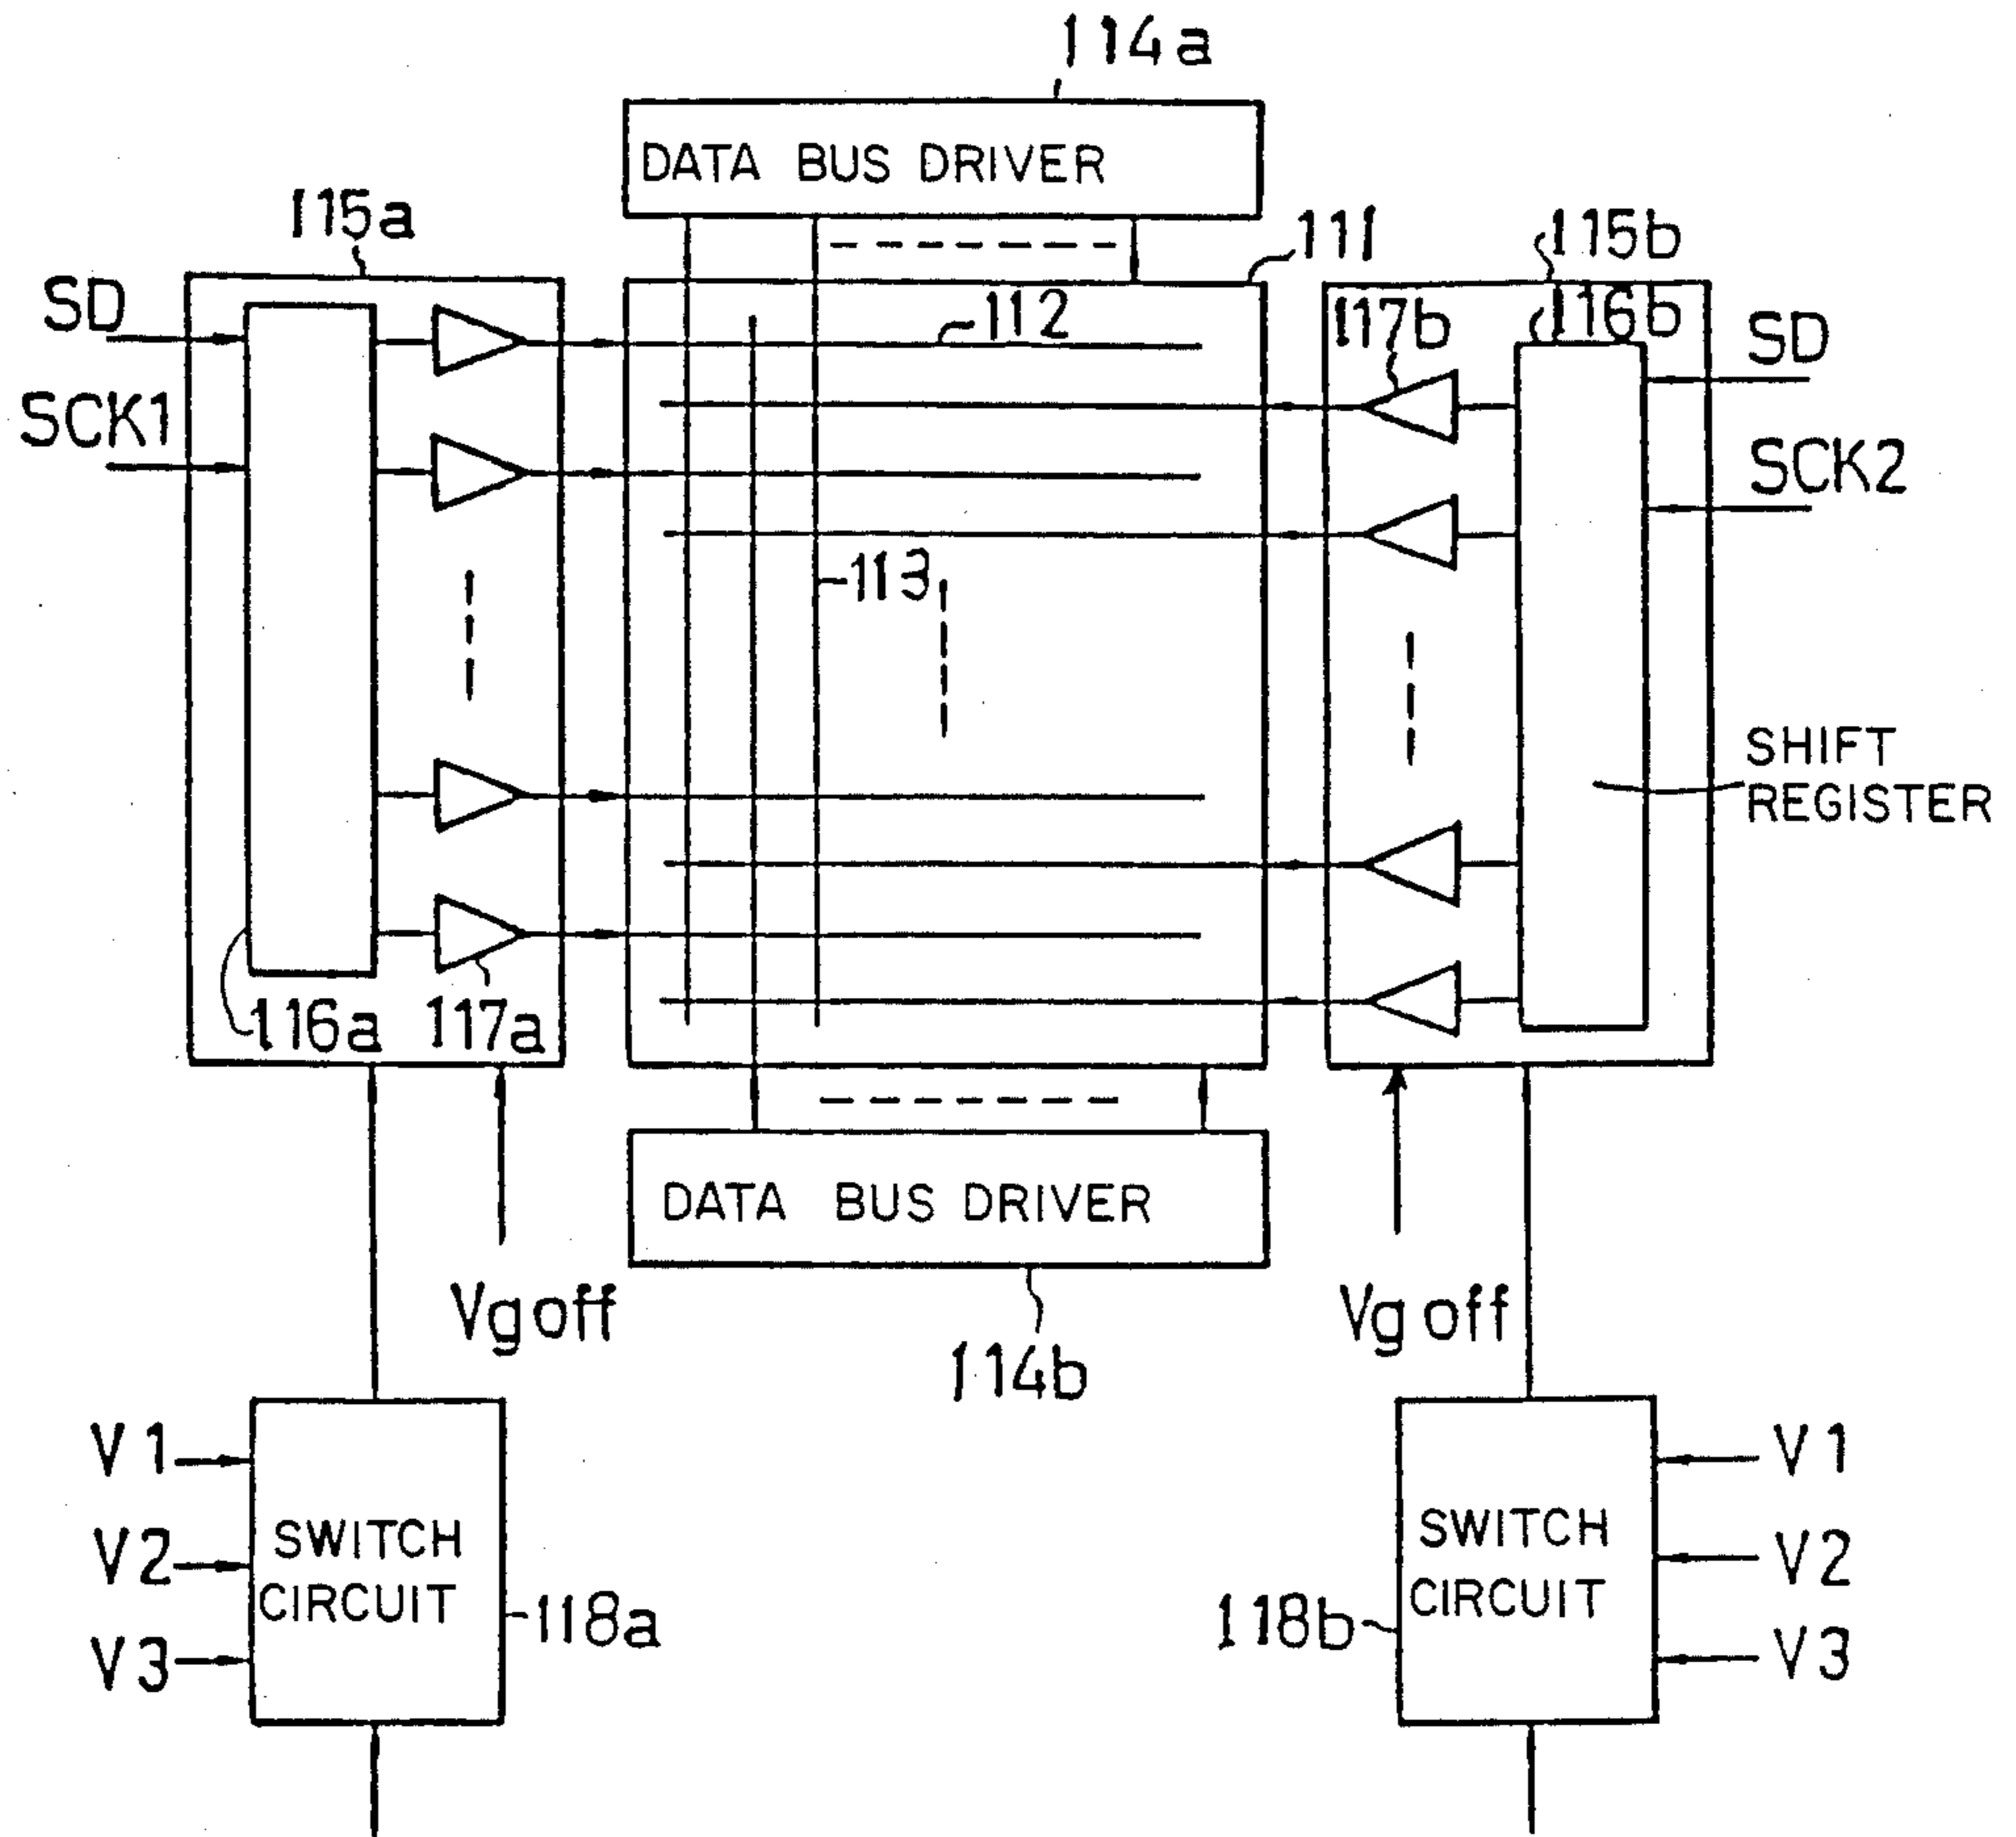 114a
DATA BUS DRIVER
115a
111
115b
SD
112
117b
116b
SD
SCK1
SCK2
113
SHIFT
REGISTER
116a
117a
DATA BUS DRIVER
Vg off
Vg off
114b
V1
V1
SWITCH
CIRCUIT
SWITCH
CIRCUIT
V2
V2
118a
118b
V3
V3